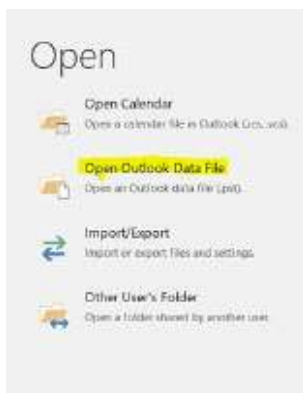 Open
Open Calendar
Open a calendar file in Outlook (.ics, .vcs).
Open Outlook Data File
Open an Outlook data file (.pst).
Import/Export
Import or export files and settings.
Other User's Folder
Open a folder shared by another user.